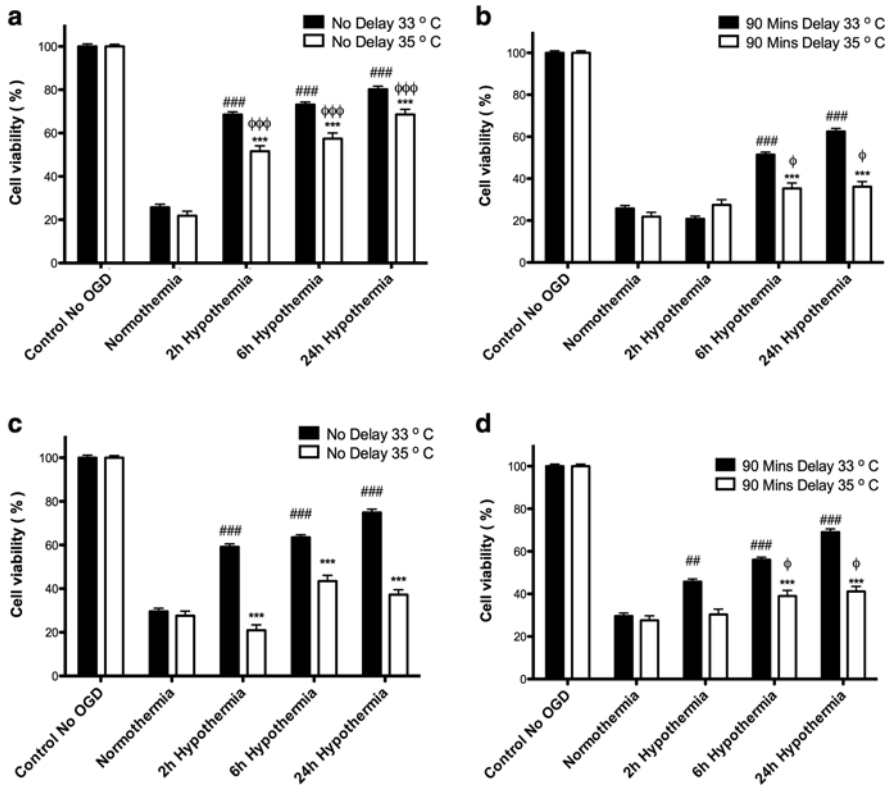 a
No Delay 33 ° C
No Delay 35 ° C
Cell viability ( % )
100
80
60
40
20
0
###
ϕϕϕ
***
###
ϕϕϕ
***
###
ϕϕϕ
***
Control No OGD
Normothermia
2h Hypothermia
6h Hypothermia
24h Hypothermia
b
90 Mins Delay 33 ° C
90 Mins Delay 35 ° C
Cell viability ( % )
100
80
60
40
20
0
###
ϕ
***
###
ϕ
***
Control No OGD
Normothermia
2h Hypothermia
6h Hypothermia
24h Hypothermia
c
No Delay 33 ° C
No Delay 35 ° C
Cell viability ( % )
100
80
60
40
20
0
###
***
###
***
###
***
Control No OGD
Normothermia
2h Hypothermia
6h Hypothermia
24h Hypothermia
d
90 Mins Delay 33 ° C
90 Mins Delay 35 ° C
Cell viability ( % )
100
80
60
40
20
0
##
###
ϕ
***
###
ϕ
***
Control No OGD
Normothermia
2h Hypothermia
6h Hypothermia
24h Hypothermia